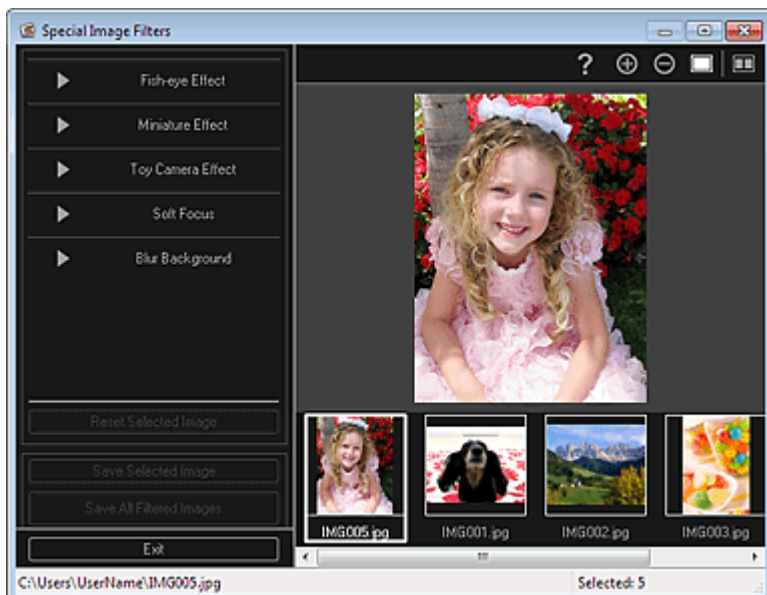 Special Image Filters
Fish-eye Effect
Miniature Effect
Toy Camera Effect
Soft Focus
Blur Background
Reset Selected Image
Save Selected Image
Save All Filtered Images
Exit
?
IMG005.jpg
IMG001.jpg
IMG002.jpg
IMG003.jpg
C:\Users\UserName\IMG005.jpg
Selected: 5